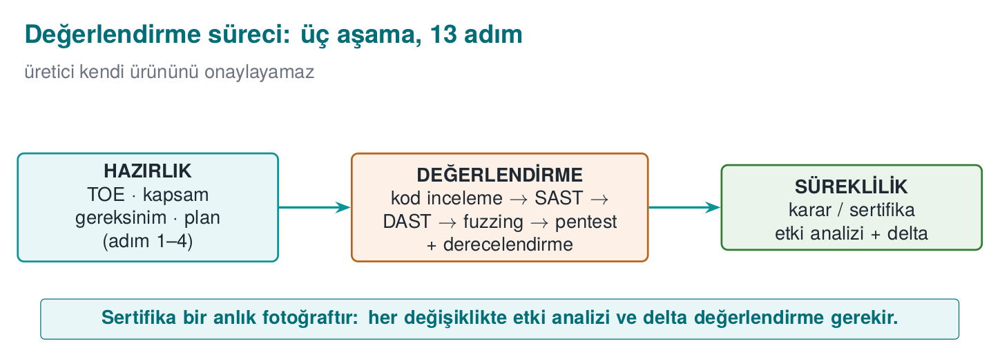 Değerlendirme süreci: üç aşama, 13 adım
üretici kendi ürününü onaylayamaz
HAZIRLIK
TOE · kapsam
gereksinim · plan
(adım 1–4)
DEĞERLENDİRME
kod inceleme → SAST →
DAST → fuzzing → pentest
+ derecelendirme
SÜREKLİLİK
karar / sertifika
etki analizi + delta
Sertifika bir anlık fotoğraftır: her değişiklikte etki analizi ve delta değerlendirme gerekir.